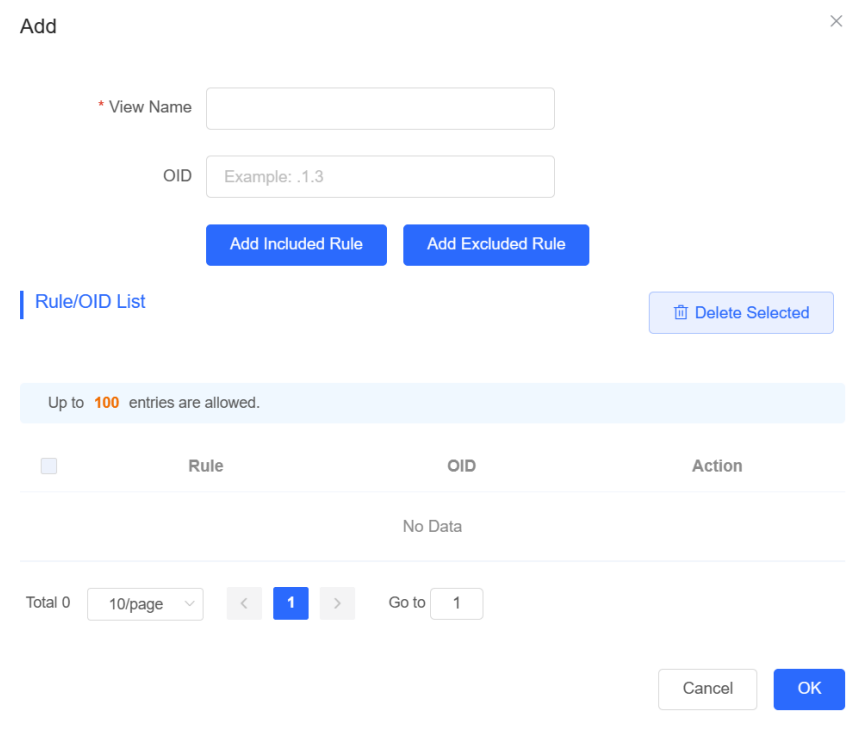 Add
* View Name
OID Example: .1.3
Add Included Rule Add Excluded Rule
Rule/OID List Delete Selected
Up to 100 entries are allowed.
Rule OID Action
No Data
Total 0 10/page 1 Go to 1
Cancel OK